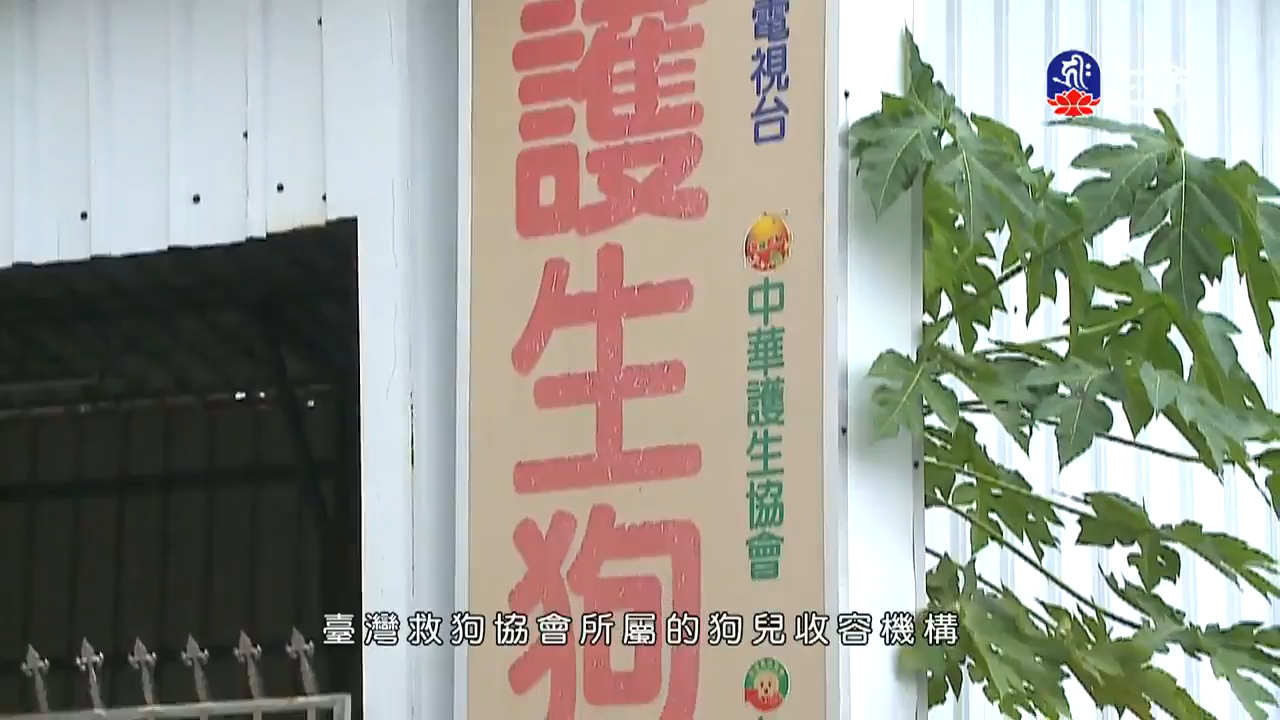 電視台
中華護生協會
護生狗
臺灣救狗協會所屬的狗兒收容機構